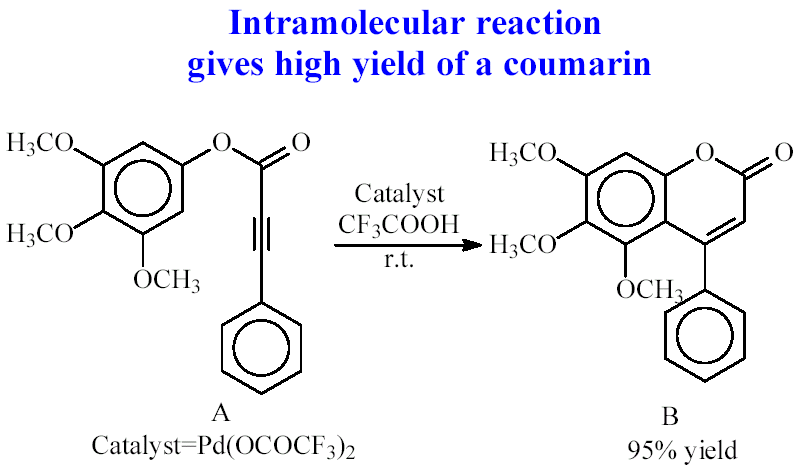 Intramolecular reaction
gives high yield of a coumarin
H₃CO
O
O
H₃CO
OCH₃
A
Catalyst=Pd(OCOCF₃)₂
Catalyst
CF₃COOH
r.t.
H₃CO
O
O
H₃CO
OCH₃
B
95% yield